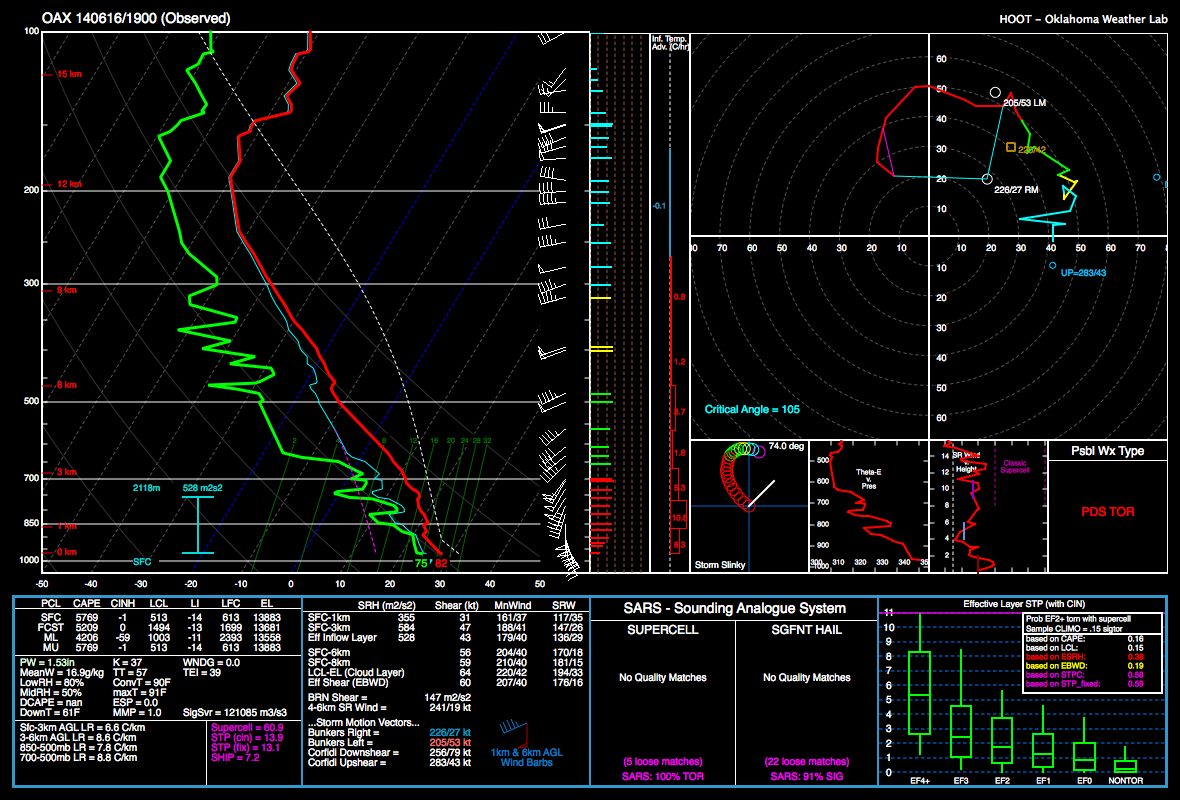 OAX 140616/1900 (Observed)
HOOT - Oklahoma Weather Lab
100
200
300
500
700
850
1000
15 km
12 km
6 km
3 km
0 km
2118m
528 m2s2
SFC
2
8
12
16
20
24
28
32
75
82
-50
-40
-30
-20
-10
0
10
20
30
40
50
Inf. Temp.
Adv. (C/hr)
-0.1
0.8
1.2
1.8
60
50
40
30
20
10
205/53 LM
226/27 RM
70
60
50
40
30
20
10
10
20
30
40
50
60
70
10
20
30
40
50
60
UP=283/43
Critical Angle = 105
74.0 deg
Storm Slinky
500
600
700
800
900
Theta-E
v.
Pres
310
320
330
340
14
12
10
8
6
4
2
SR Wind
v.
Height
Classic
Supercell
Psbl Wx Type
PDS TOR
PCL CAPE CINH LCL LI LFC EL
SFC 5769 -1 513 -14 613 13883
FCST 5209 0 1494 -13 1699 13681
ML 4206 -59 1003 -11 2393 13558
MU 5769 -1 513 -14 613 13883
PW = 1.53in K = 37 WNDG = 0.0
MeanW = 16.9g/kg TT = 57 TEI = 39
LowRH = 80% ConvT = 90F
MidRH = 50% maxT = 91F
DCAPE = nan ESP = 0.0
DownT = 61F MMP = 1.0 SigSvr = 121085 m3/s3
Sfc-3km AGL LR = 6.6 C/km
3-6km AGL LR = 8.6 C/km
850-500mb LR = 7.8 C/km
700-500mb LR = 8.8 C/km
Supercell = 60.9
STP (cin) = 13.9
STP (fix) = 13.1
SHIP = 7.2
SRH (m2/s2) Shear (kt) MnWind SRW
SFC-1km 355 31 161/37 117/35
SFC-3km 584 47 188/41 147/26
Eff Inflow Layer 528 43 179/40 136/29
SFC-6km 56 204/40 170/18
SFC-8km 59 210/40 181/15
LCL-EL (Cloud Layer) 64 220/42 194/33
Eff Shear (EBWD) 60 207/40 176/16
BRN Shear = 147 m2/s2
4-6km SR Wind = 241/19 kt
...Storm Motion Vectors...
Bunkers Right = 226/27 kt
Bunkers Left = 205/53 kt
Corfidi Downshear = 256/79 kt
Corfidi Upshear = 283/43 kt
1km & 6km AGL
Wind Barbs
SARS - Sounding Analogue System
SUPERCELL
SGFNT HAIL
No Quality Matches
No Quality Matches
(5 loose matches)
(22 loose matches)
SARS: 100% TOR
SARS: 91% SIG
Effective Layer STP (with CIN)
11
10
9
8
7
6
5
4
3
2
1
0
Prob EF2+ torn with supercell
Sample CLIMO = .15 sigtor
based on CAPE: 0.16
based on LCL: 0.15
based on ESRH: 0.38
based on EBWD: 0.19
based on STPC: 0.58
based on STP_fixed: 0.59
EF4+
EF3
EF2
EF1
EF0
NONTOR